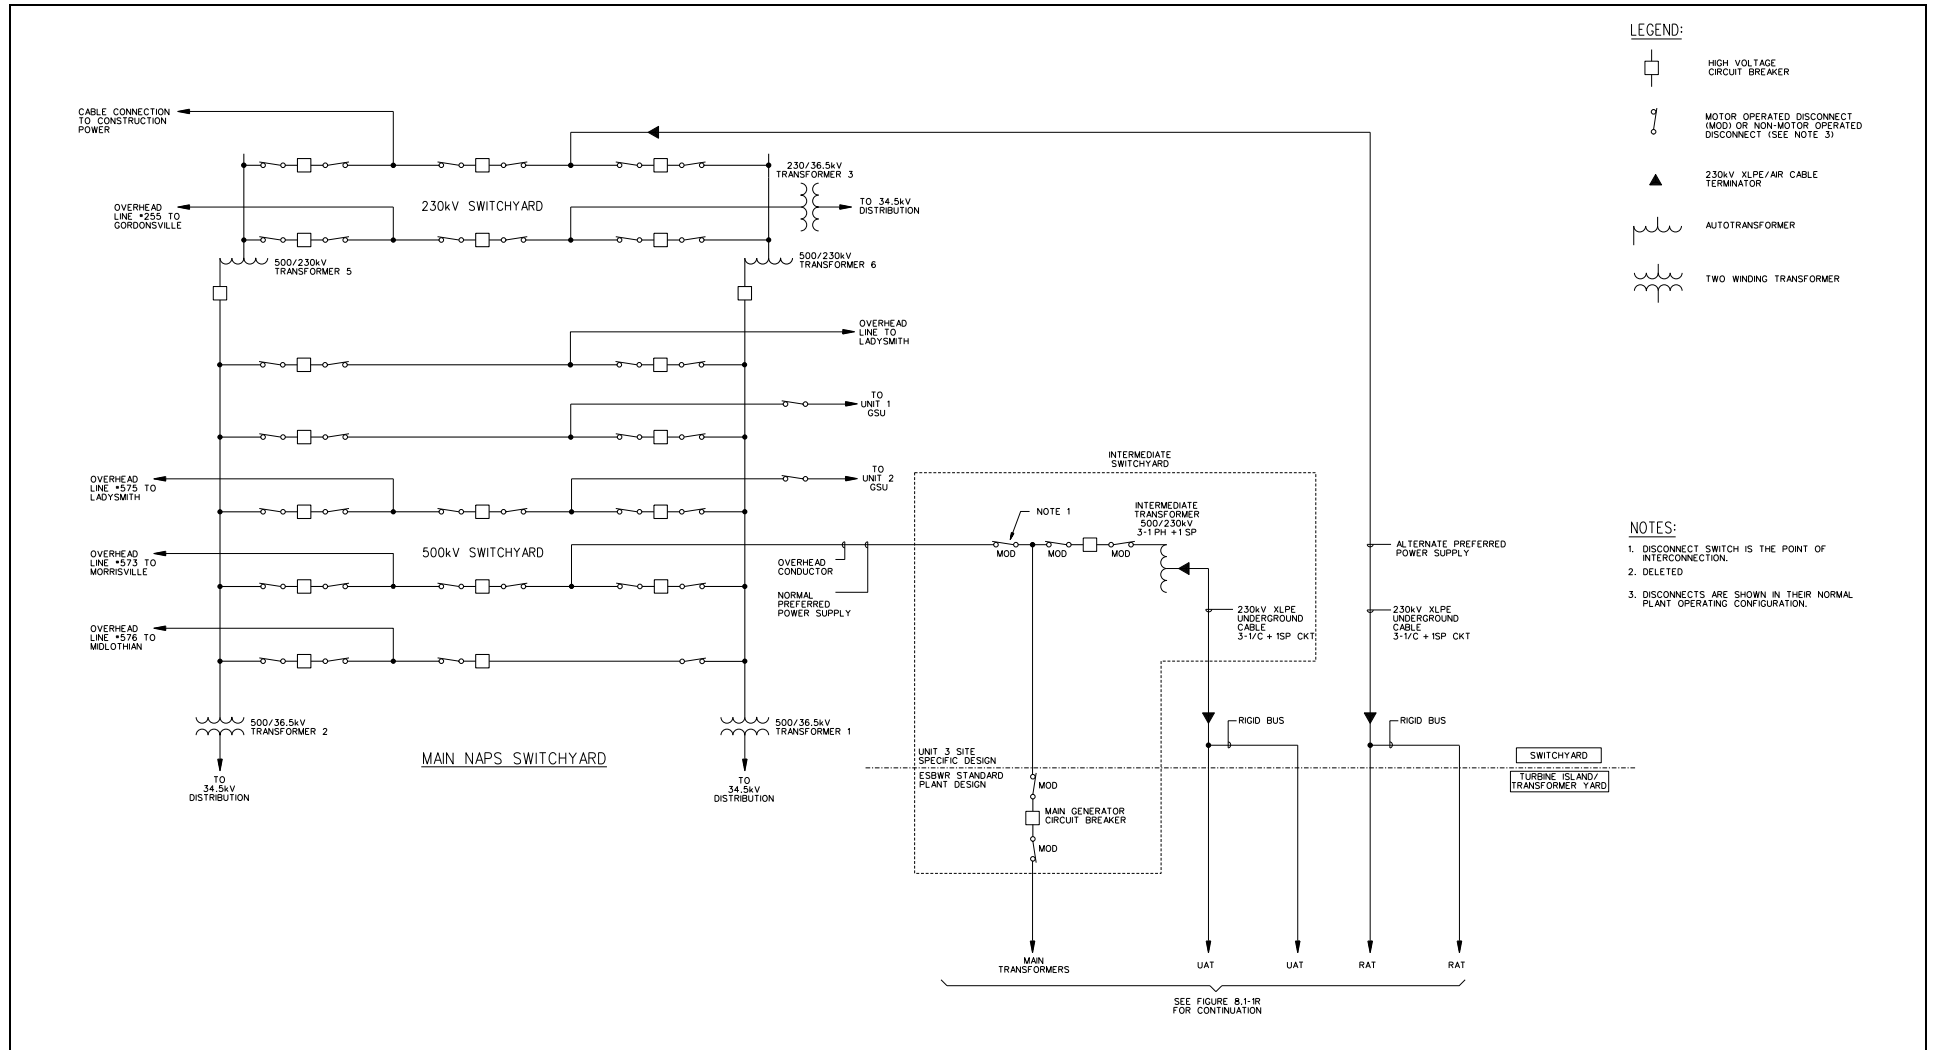 LEGEND:
HIGH VOLTAGE
CIRCUIT BREAKER
MOTOR OPERATED DISCONNECT
(MOD) OR NON-MOTOR OPERATED
DISCONNECT (SEE NOTE 3)
230kV XLPE/AIR CABLE
TERMINATOR
AUTOTRANSFORMER
TWO WINDING TRANSFORMER
CABLE CONNECTION
TO CONSTRUCTION
POWER
230/36.5kV
TRANSFORMER 3
OVERHEAD
LINE #255 TO
GORDONSVILLE
230kV SWITCHYARD
TO 34.5kV
DISTRIBUTION
500/230kV
TRANSFORMER 5
500/230kV
TRANSFORMER 6
OVERHEAD
LINE TO
LADYSMITH
TO
UNIT 1
GSU
OVERHEAD
LINE #575 TO
LADYSMITH
TO
UNIT 2
GSU
OVERHEAD
LINE #573 TO
MORRISVILLE
500kV SWITCHYARD
OVERHEAD
CONDUCTOR
NORMAL
PREFERRED
POWER SUPPLY
OVERHEAD
LINE #576 TO
MIDLOTHIAN
500/36.5kV
TRANSFORMER 2
500/36.5kV
TRANSFORMER 1
MAIN NAPS SWITCHYARD
TO
34.5kV
DISTRIBUTION
TO
34.5kV
DISTRIBUTION
INTERMEDIATE
SWITCHYARD
NOTE 1
INTERMEDIATE
TRANSFORMER
500/230kV
3-1 PH +1 SP
MOD
MOD
MOD
230kV XLPE
UNDERGROUND
CABLE
3-1/C + 1SP CKT
ALTERNATE PREFERRED
POWER SUPPLY
230kV XLPE
UNDERGROUND
CABLE
3-1/C + 1SP CKT
NOTES:
1. DISCONNECT SWITCH IS THE POINT OF
INTERCONNECTION.
2. DELETED
3. DISCONNECTS ARE SHOWN IN THEIR NORMAL
PLANT OPERATING CONFIGURATION.
RIGID BUS
RIGID BUS
UNIT 3 SITE
SPECIFIC DESIGN
ESBWR STANDARD
PLANT DESIGN
SWITCHYARD
TURBINE ISLAND/
TRANSFORMER YARD
MOD
MAIN GENERATOR
CIRCUIT BREAKER
MOD
MAIN
TRANSFORMERS
UAT
UAT
RAT
RAT
SEE FIGURE 8.1-1R
FOR CONTINUATION